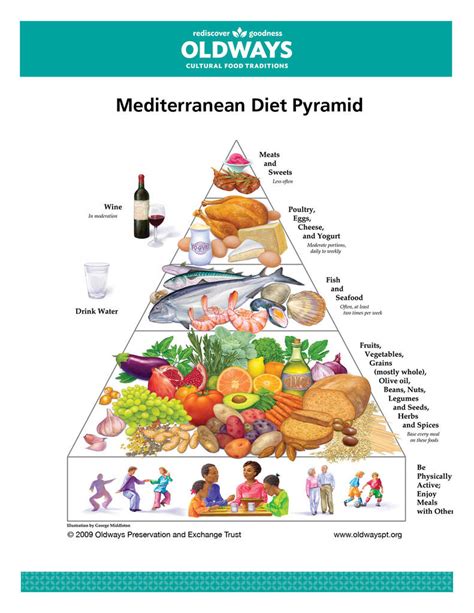 rediscover goodness
OLDWAYS
CULTURAL FOOD TRADITIONS
Mediterranean Diet Pyramid
Meats
and
Sweets
Less often
Wine
In moderation
Poultry,
Eggs,
Cheese,
and Yogurt
Moderate portions,
daily to weekly
Fish
and
Seafood
Often, at least
two times per week
Drink Water
Fruits,
Vegetables,
Grains
(mostly whole),
Olive oil,
Beans, Nuts,
Legumes
and Seeds,
Herbs
and Spices
Base every meal
on these foods
Be
Physically
Active;
Enjoy
Meals
with Other
Illustration by George Middleton
© 2009 Oldways Preservation and Exchange Trust
www.oldwayspt.org